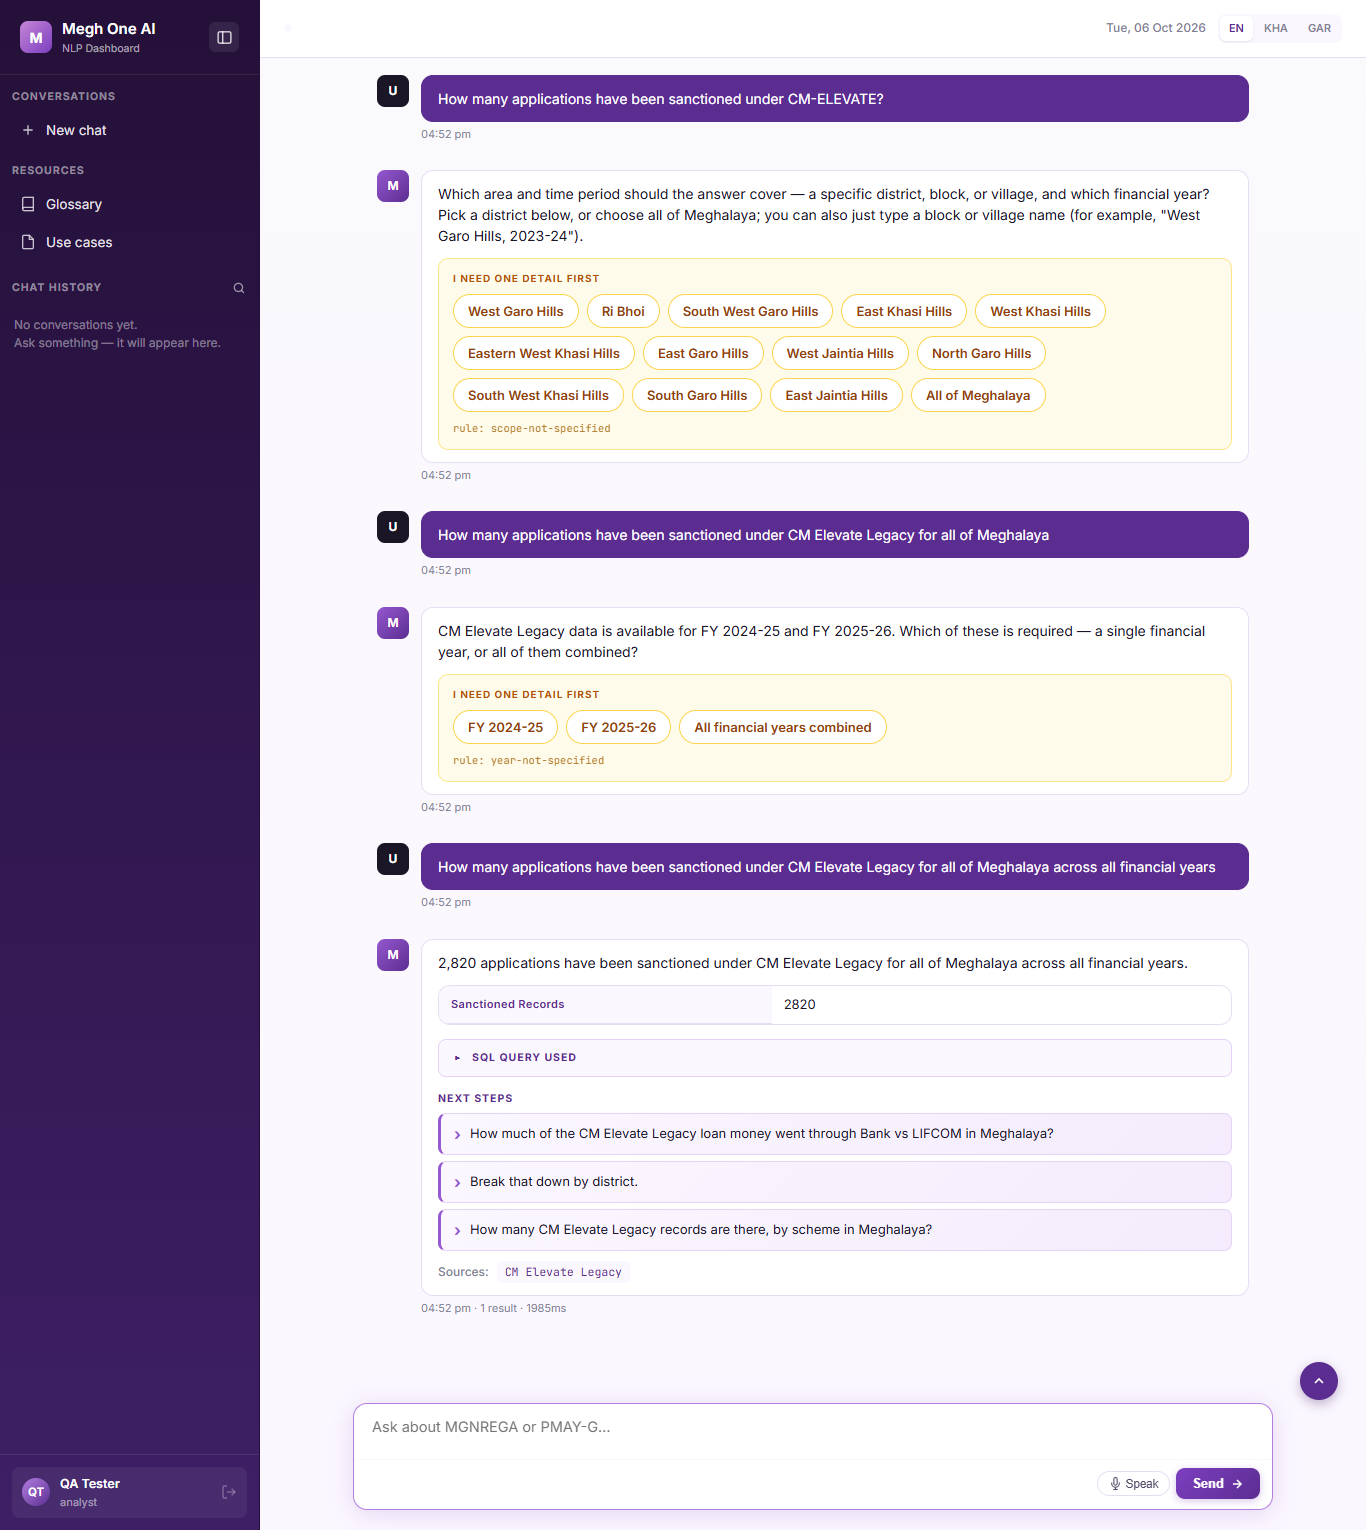 M
Megh One AI
NLP Dashboard
CONVERSATIONS
New chat
RESOURCES
Glossary
Use cases
CHAT HISTORY
No conversations yet.
Ask something — it will appear here.
QT
QA Tester
analyst
Tue, 06 Oct 2026
EN KHA GAR
U
How many applications have been sanctioned under CM-ELEVATE?
04:52 pm
M
Which area and time period should the answer cover — a specific district, block, or village, and which financial year?
Pick a district below, or choose all of Meghalaya; you can also just type a block or village name (for example, "West
Garo Hills, 2023-24").
I NEED ONE DETAIL FIRST
West Garo Hills Ri Bhoi South West Garo Hills East Khasi Hills West Khasi Hills
Eastern West Khasi Hills East Garo Hills West Jaintia Hills North Garo Hills
South West Khasi Hills South Garo Hills East Jaintia Hills All of Meghalaya
rule: scope-not-specified
04:52 pm
U
How many applications have been sanctioned under CM Elevate Legacy for all of Meghalaya
04:52 pm
M
CM Elevate Legacy data is available for FY 2024-25 and FY 2025-26. Which of these is required — a single financial
year, or all of them combined?
I NEED ONE DETAIL FIRST
FY 2024-25 FY 2025-26 All financial years combined
rule: year-not-specified
04:52 pm
U
How many applications have been sanctioned under CM Elevate Legacy for all of Meghalaya across all financial years
04:52 pm
M
2,820 applications have been sanctioned under CM Elevate Legacy for all of Meghalaya across all financial years.
Sanctioned Records 2820
SQL QUERY USED
NEXT STEPS
How much of the CM Elevate Legacy loan money went through Bank vs LIFCOM in Meghalaya?
Break that down by district.
How many CM Elevate Legacy records are there, by scheme in Meghalaya?
Sources: CM Elevate Legacy
04:52 pm · 1 result · 1985ms
Ask about MGNREGA or PMAY-G...
Speak
Send →